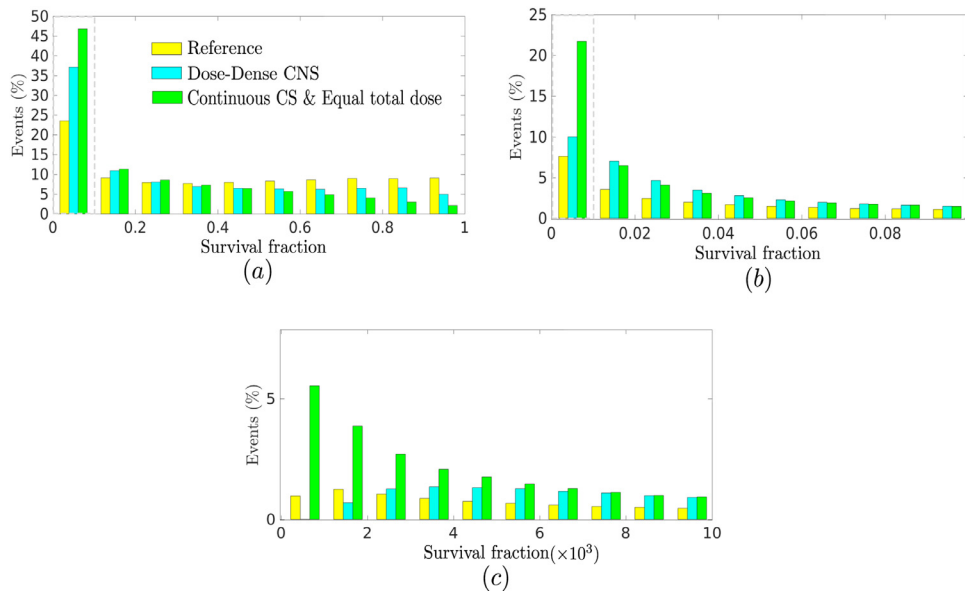 50
45
40
35
30
25
20
15
10
5
0
Events (%)
Reference
Dose-Dense CNS
Continuous CS & Equal total dose
0 0.2 0.4 0.6 0.8 1
Survival fraction
(a)
25
20
15
10
5
0
Events (%)
0 0.02 0.04 0.06 0.08
Survival fraction
(b)
5
0
Events (%)
0 2 4 6 8 10
Survival fraction(×10³)
(c)